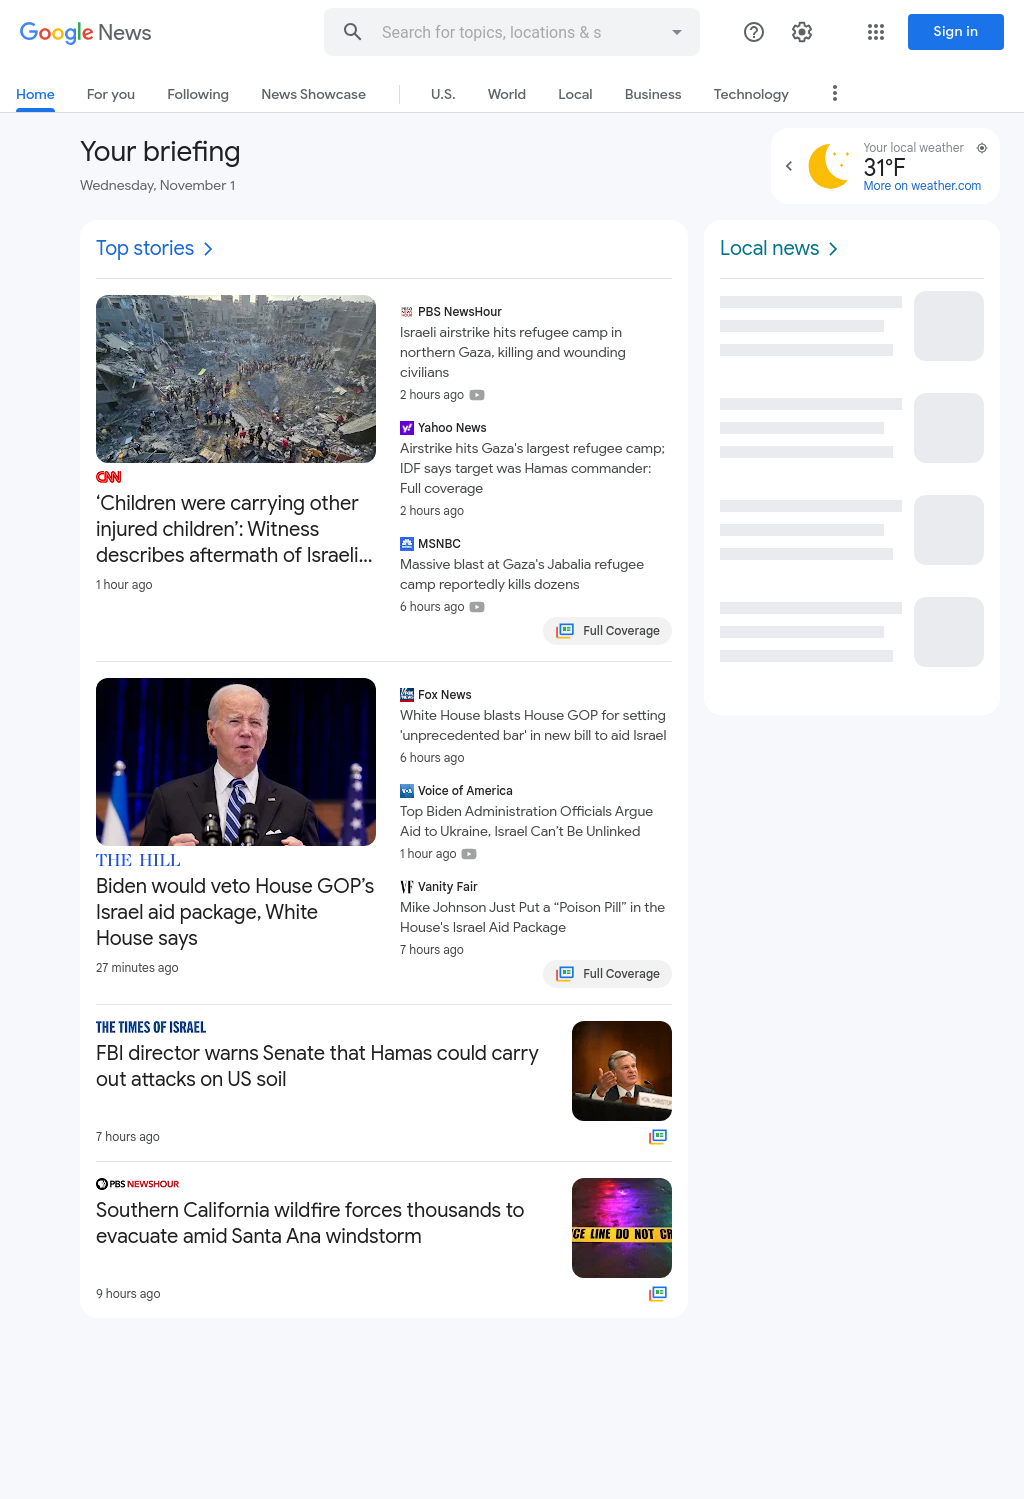 Google News
Search for topics, locations & s
Sign in
Home
For you
Following
News Showcase
U.S.
World
Local
Business
Technology
Your briefing
Wednesday, November 1
Your local weather
31°F
More on weather.com
Top stories
CNN
‘Children were carrying other
injured children’: Witness
describes aftermath of Israeli...
1 hour ago
PBS NewsHour
Israeli airstrike hits refugee camp in
northern Gaza, killing and wounding
civilians
2 hours ago
Yahoo News
Airstrike hits Gaza's largest refugee camp;
IDF says target was Hamas commander:
Full coverage
2 hours ago
MSNBC
Massive blast at Gaza's Jabalia refugee
camp reportedly kills dozens
6 hours ago
Full Coverage
THE HILL
Biden would veto House GOP’s
Israel aid package, White
House says
27 minutes ago
Fox News
White House blasts House GOP for setting
'unprecedented bar' in new bill to aid Israel
6 hours ago
Voice of America
Top Biden Administration Officials Argue
Aid to Ukraine, Israel Can’t Be Unlinked
1 hour ago
VF Vanity Fair
Mike Johnson Just Put a “Poison Pill” in the
House's Israel Aid Package
7 hours ago
Full Coverage
THE TIMES OF ISRAEL
FBI director warns Senate that Hamas could carry
out attacks on US soil
7 hours ago
PBS NEWSHOUR
Southern California wildfire forces thousands to
evacuate amid Santa Ana windstorm
ICE LINE DO NOT CR
9 hours ago
Local news